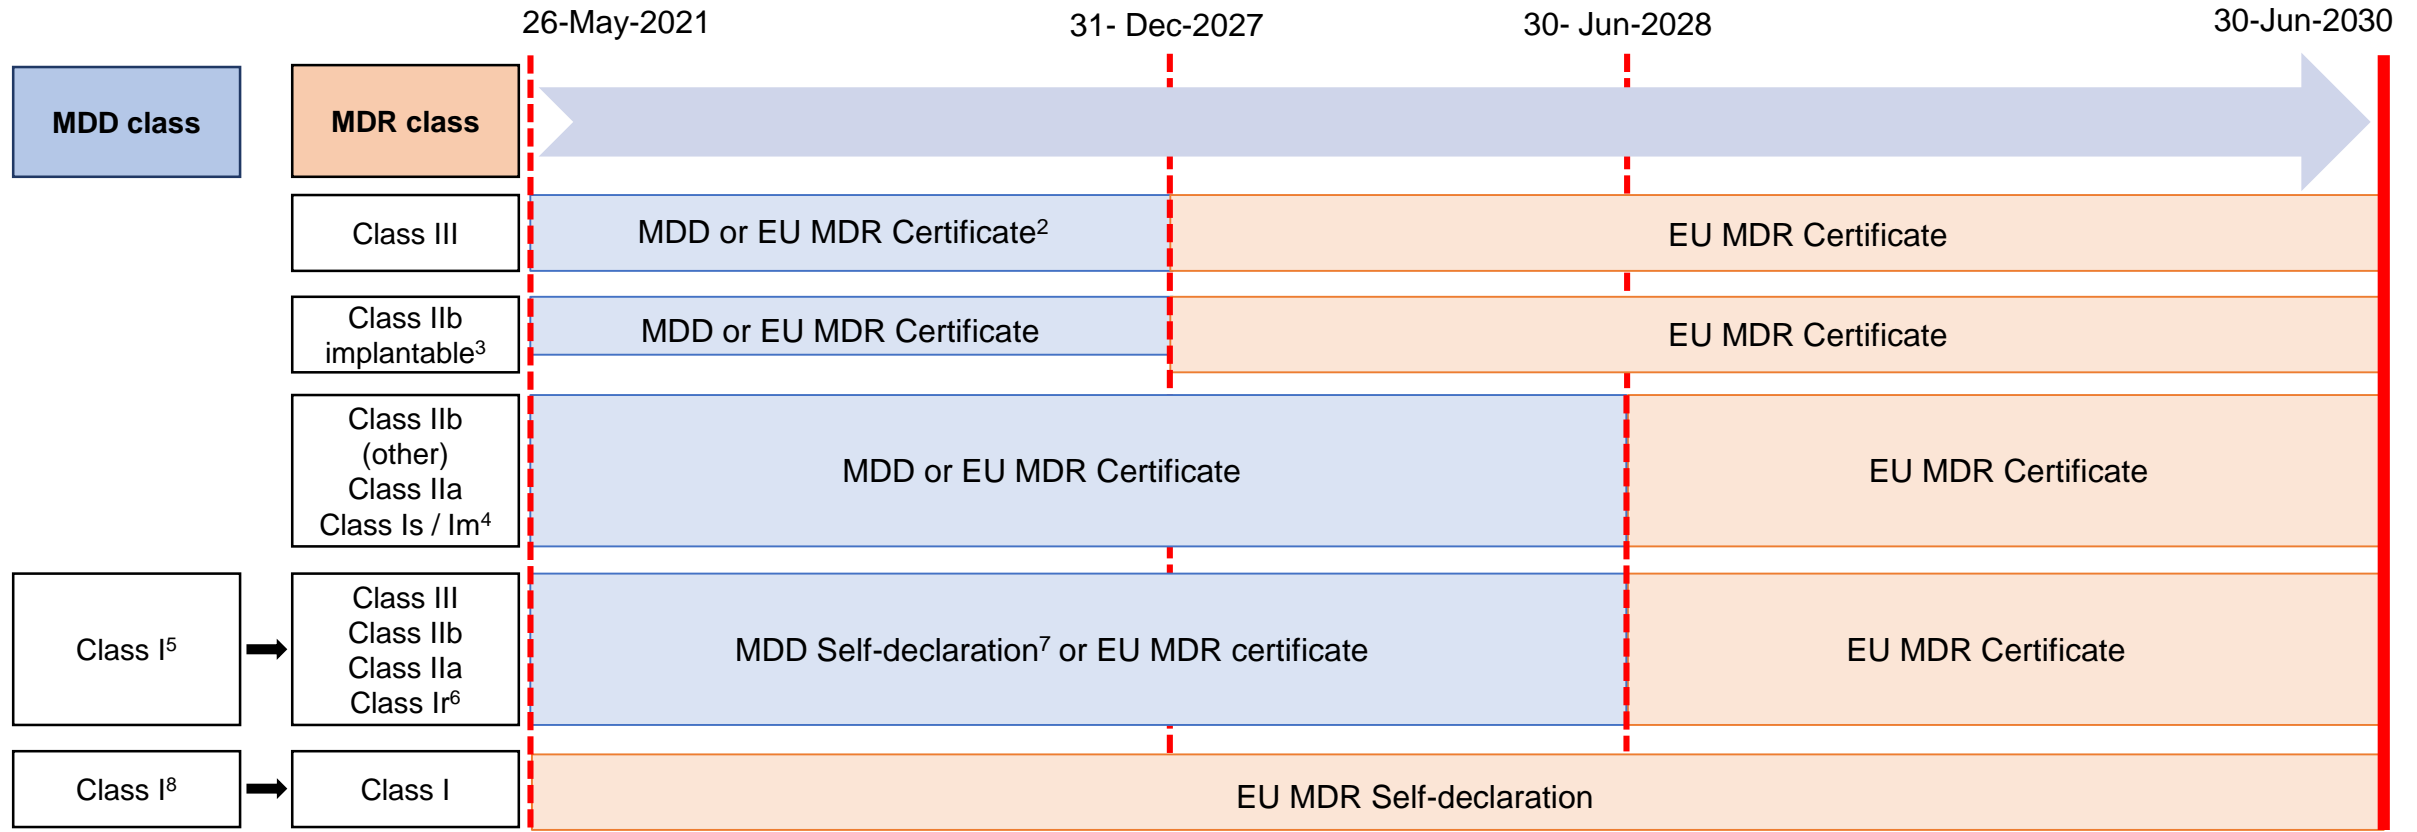 26-May-2021
31- Dec-2027
30- Jun-2028
30-Jun-2030
MDD class
MDR class
Class III
MDD or EU MDR Certificate²
EU MDR Certificate
Class IIb
implantable³
MDD or EU MDR Certificate
EU MDR Certificate
Class IIb
(other)
Class IIa
Class Is / Im⁴
MDD or EU MDR Certificate
EU MDR Certificate
Class I⁵
Class III
Class IIb
Class IIa
Class Ir⁶
MDD Self-declaration⁷ or EU MDR certificate
EU MDR Certificate
Class I⁸
Class I
EU MDR Self-declaration